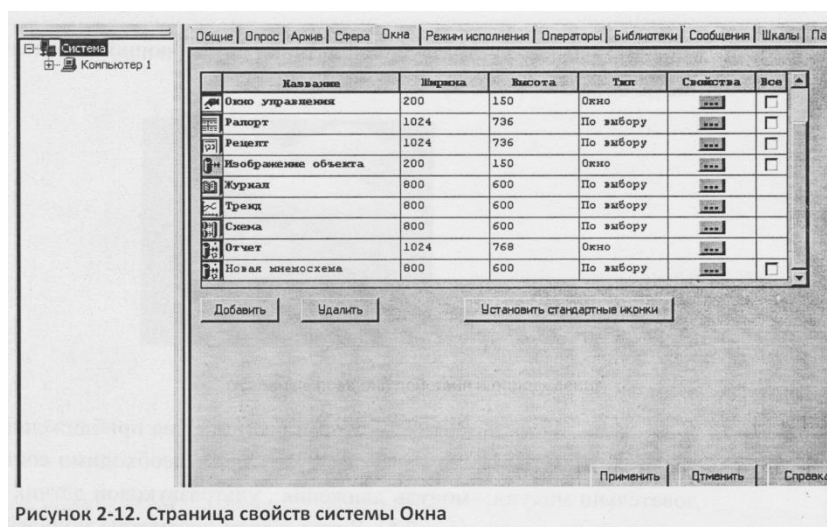 Система
Компьютер 1
Общие Опрос Архив Сфера Окна Режим исполнения Операторы Библиотеки Сообщения Шкалы
Название Ширина Высота Тип Свойства Все
Окно управления 200 150 Окно ...
Рапорт 1024 736 По выбору ...
Рецепт 1024 736 По выбору ...
Изображение объекта 200 150 Окно ...
Журнал 800 600 По выбору ...
Тренд 800 600 По выбору ...
Схема 800 600 По выбору ...
Отчет 1024 768 Окно ...
Новая мнемосхема 800 600 По выбору ...
Добавить Удалить Установить стандартные иконки
Применить Отменить Справка
Рисунок 2-12. Страница свойств системы Окна